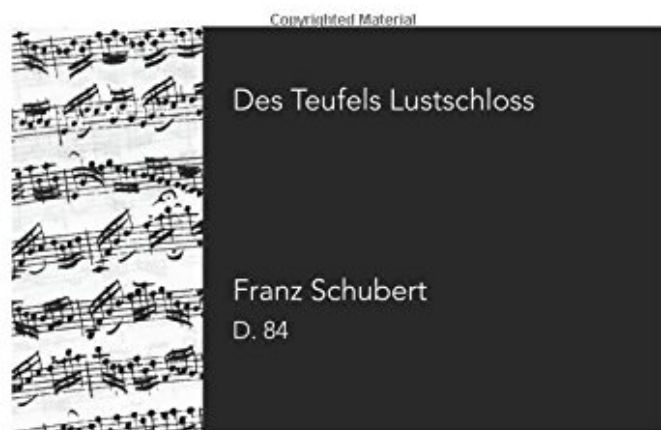 Copyrighted Material
Des Teufels Lustschloss
Franz Schubert
D. 84